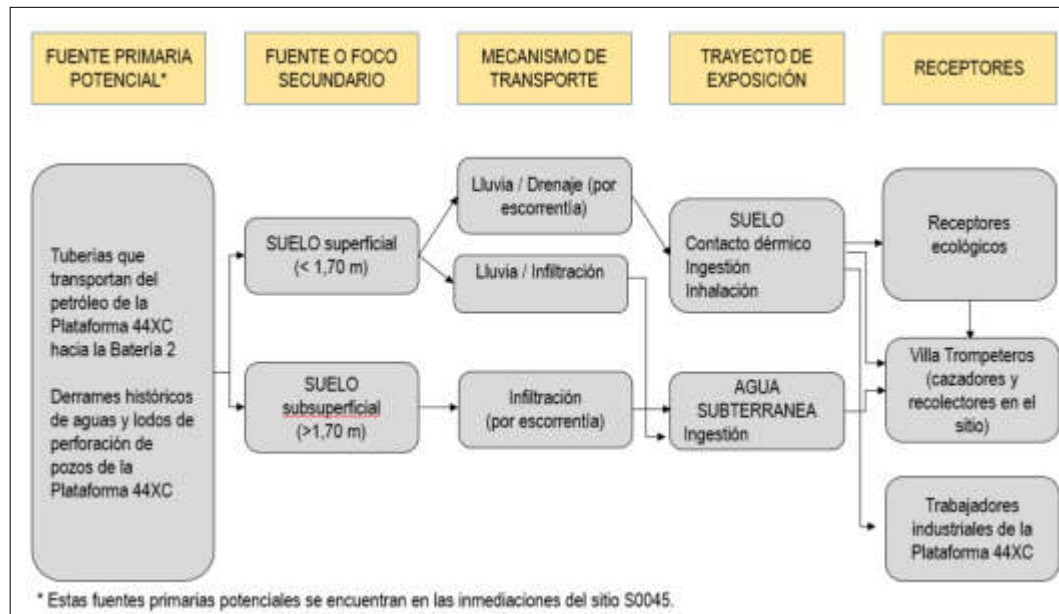 FUENTE PRIMARIA
POTENCIAL*
FUENTE O FOCO
SECUNDARIO
MECANISMO DE
TRANSPORTE
TRAYECTO DE
EXPOSICIÓN
RECEPTORES
Tuberías que
transportan del
petróleo de la
Plataforma 44XC
hacia la Batería 2
Derrames históricos
de aguas y lodos de
perforación de
pozos de la
Plataforma 44XC
SUELO superficial
(< 1,70 m)
SUELO
subsuperficial
(>1,70 m)
Lluvia / Drenaje (por
escorrentía)
Lluvia / Infiltración
Infiltración
(por escorrentía)
SUELO
Contacto dérmico
Ingestión
Inhalación
AGUA
SUBTERRANEA
Ingestión
Receptores
ecológicos
Villa Trompeteros
(cazadores y
recolectores en el
sitio)
Trabajadores
industriales de la
Plataforma 44XC
* Estas fuentes primarias potenciales se encuentran en las inmediaciones del sitio S0045.